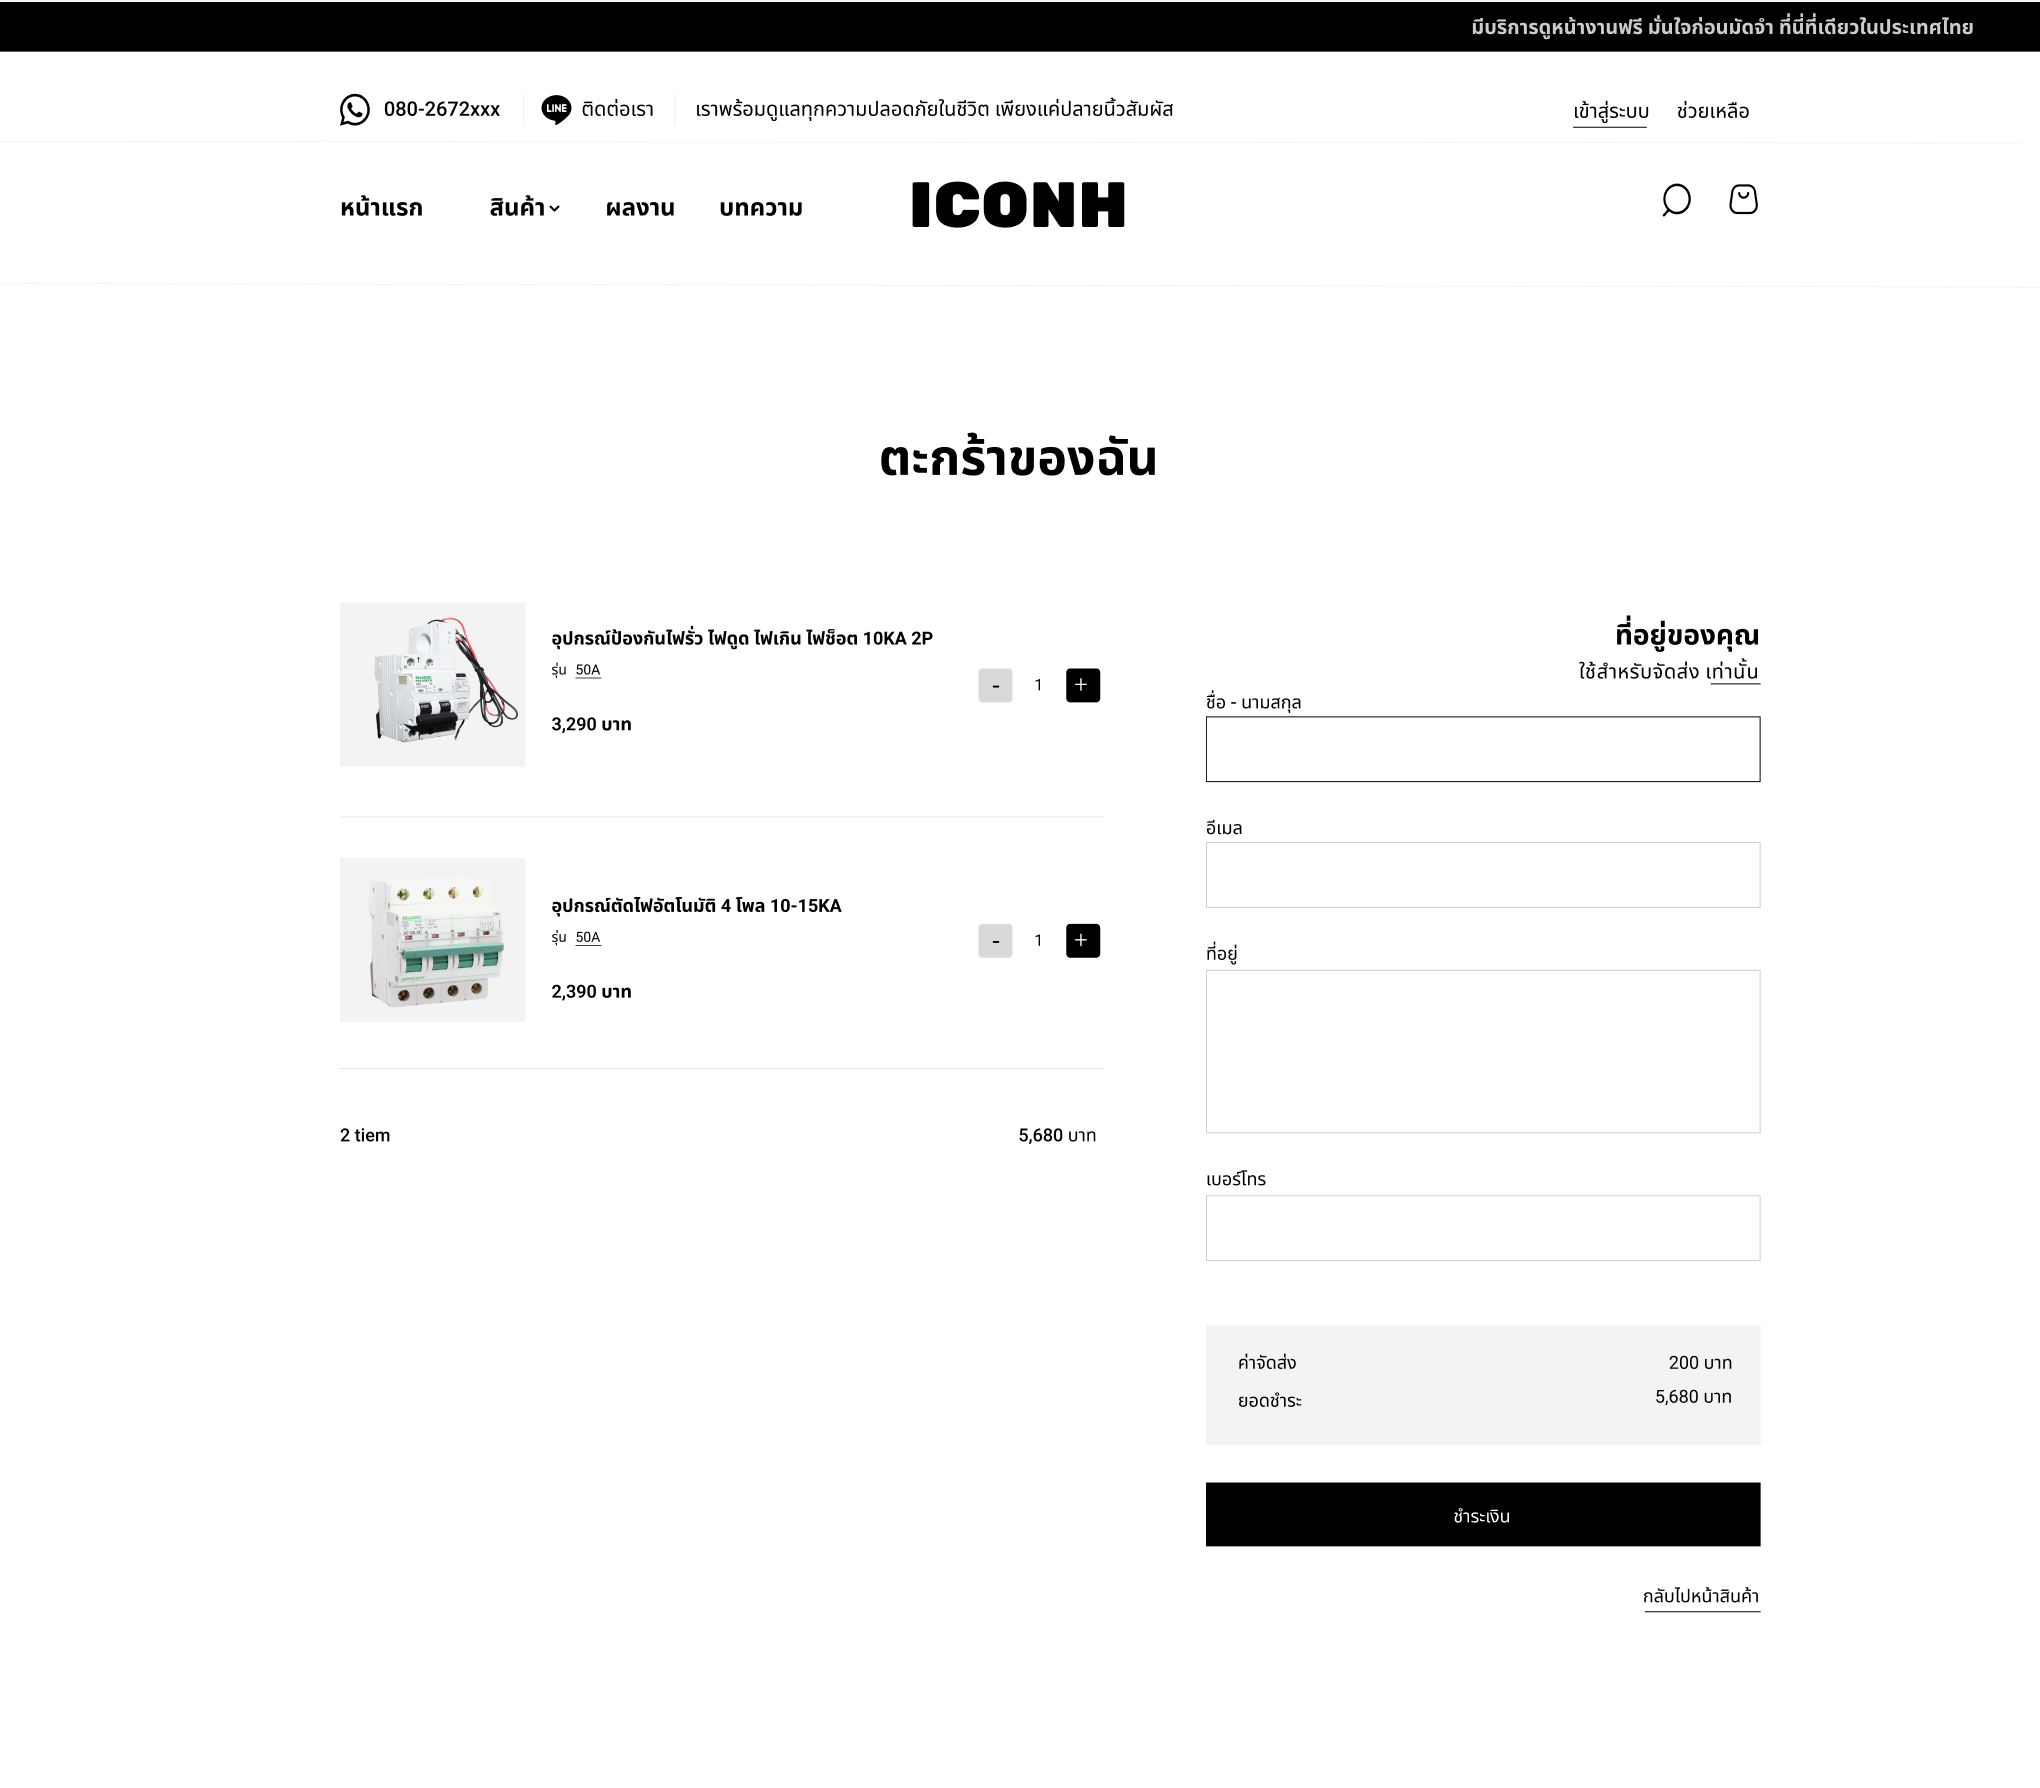 มีบริการดูหน้างานฟรี มั่นใจก่อนมัดจำ ที่นี่ที่เดียวในประเทศไทย
080-2672xxx
LINE
ติดต่อเรา
เราพร้อมดูแลทุกความปลอดภัยในชีวิต เพียงแค่ปลายนิ้วสัมผัส
เข้าสู่ระบบ
ช่วยเหลือ
หน้าแรก
สินค้า
ผลงาน
บทความ
ICONH
ตะกร้าของฉัน
อุปกรณ์ป้องกันไฟรั่ว ไฟดูด ไฟเกิน ไฟช็อต 10KA 2P
รุ่น 50A
3,290 บาท
- 1 +
อุปกรณ์ตัดไฟอัตโนมัติ 4 โพล 10-15KA
รุ่น 50A
2,390 บาท
- 1 +
2 tiem
5,680 บาท
ที่อยู่ของคุณ
ใช้สำหรับจัดส่ง เท่านั้น
ชื่อ - นามสกุล
อีเมล
ที่อยู่
เบอร์โทร
ค่าจัดส่ง 200 บาท
ยอดชำระ 5,680 บาท
ชำระเงิน
กลับไปหน้าสินค้า